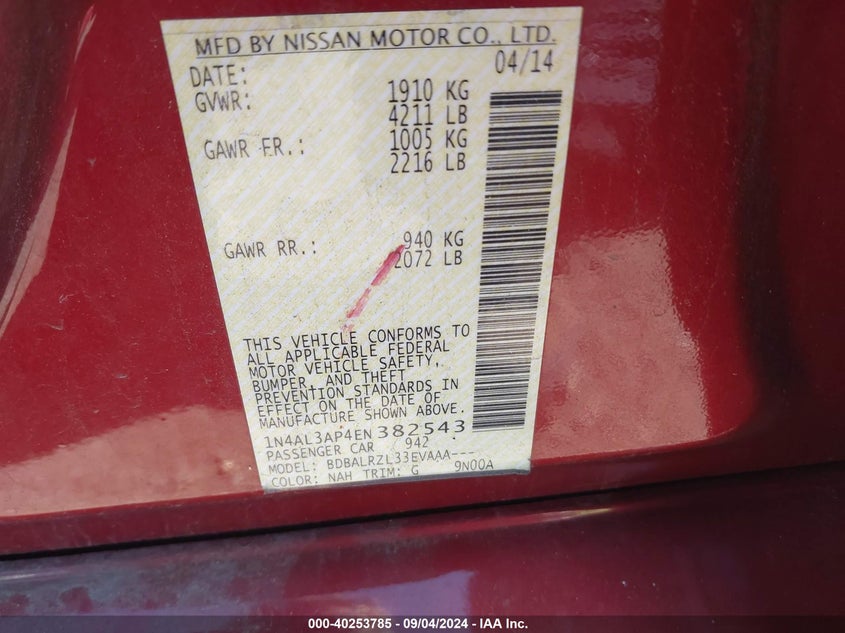 MFD BY NISSAN MOTOR CO., LTD.
DATE: 04/14
GVWR: 1910 KG
4211 LB
GAWR FR.: 1005 KG
2216 LB
GAWR RR.: 940 KG
2072 LB
THIS VEHICLE CONFORMS TO
ALL APPLICABLE FEDERAL
MOTOR VEHICLE SAFETY,
BUMPER, AND THEFT
PREVENTION STANDARDS IN
EFFECT ON THE DATE OF
MANUFACTURE SHOWN ABOVE.
1N4AL3AP4EN382543
PASSENGER CAR 942
MODEL: BDBALRZL33EVAAA---
COLOR: NAH TRIM: G 9N00A
000-40253785 - 09/04/2024 - IAA Inc.